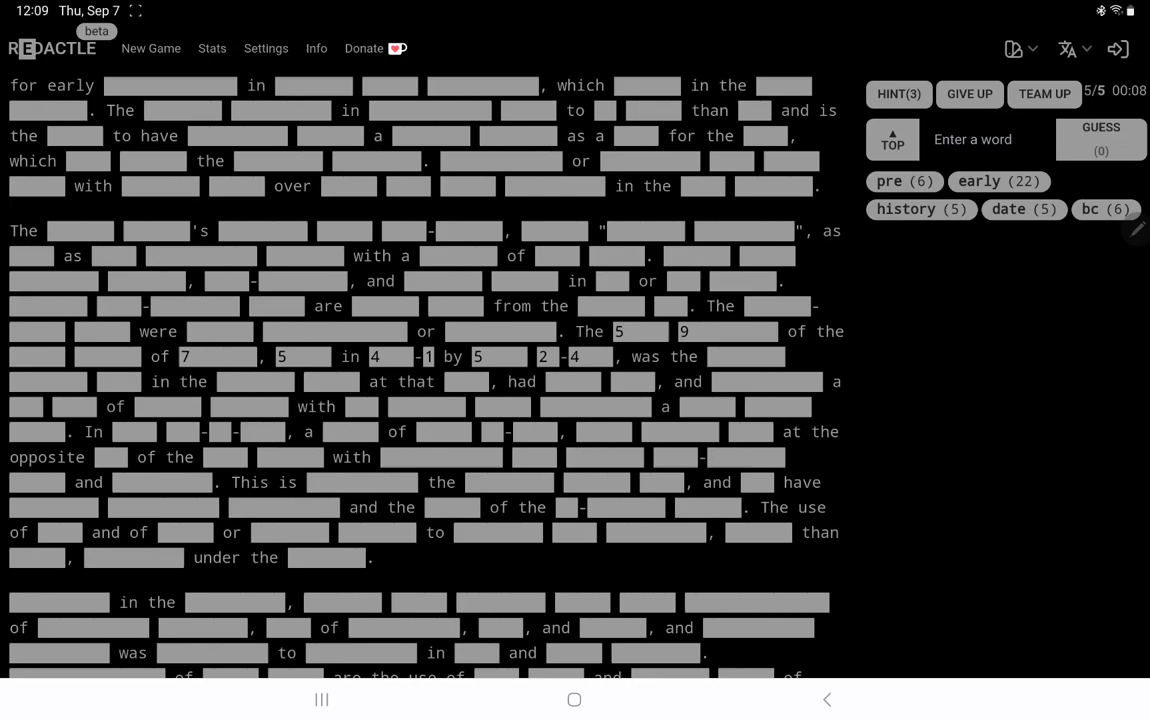 12:09 Thu, Sep 7
beta
REDACTLE New Game Stats Settings Info Donate
for early in , which in the
. The in to than and is
the to have a as a for the ,
which the . or
with over in the .
The 's - , " ", as
as with a of .
, - , and in or .
- are from the . The -
were or . The 5 9 of the
of 7 , 5 in 4 -1 by 5 2 -4 , was the
in the at that , had , and a
of with a
. In - - , a of - , at the
opposite of the with -
and . This is the , and have
and the of the - . The use
of and of or to , than
, under the .
in the ,
of , of , , and , and
was to in and .
of are the use of and of
HINT(3) GIVE UP TEAM UP 5/5 00:08
TOP Enter a word GUESS (0)
pre (6) early (22)
history (5) date (5) bc (6)